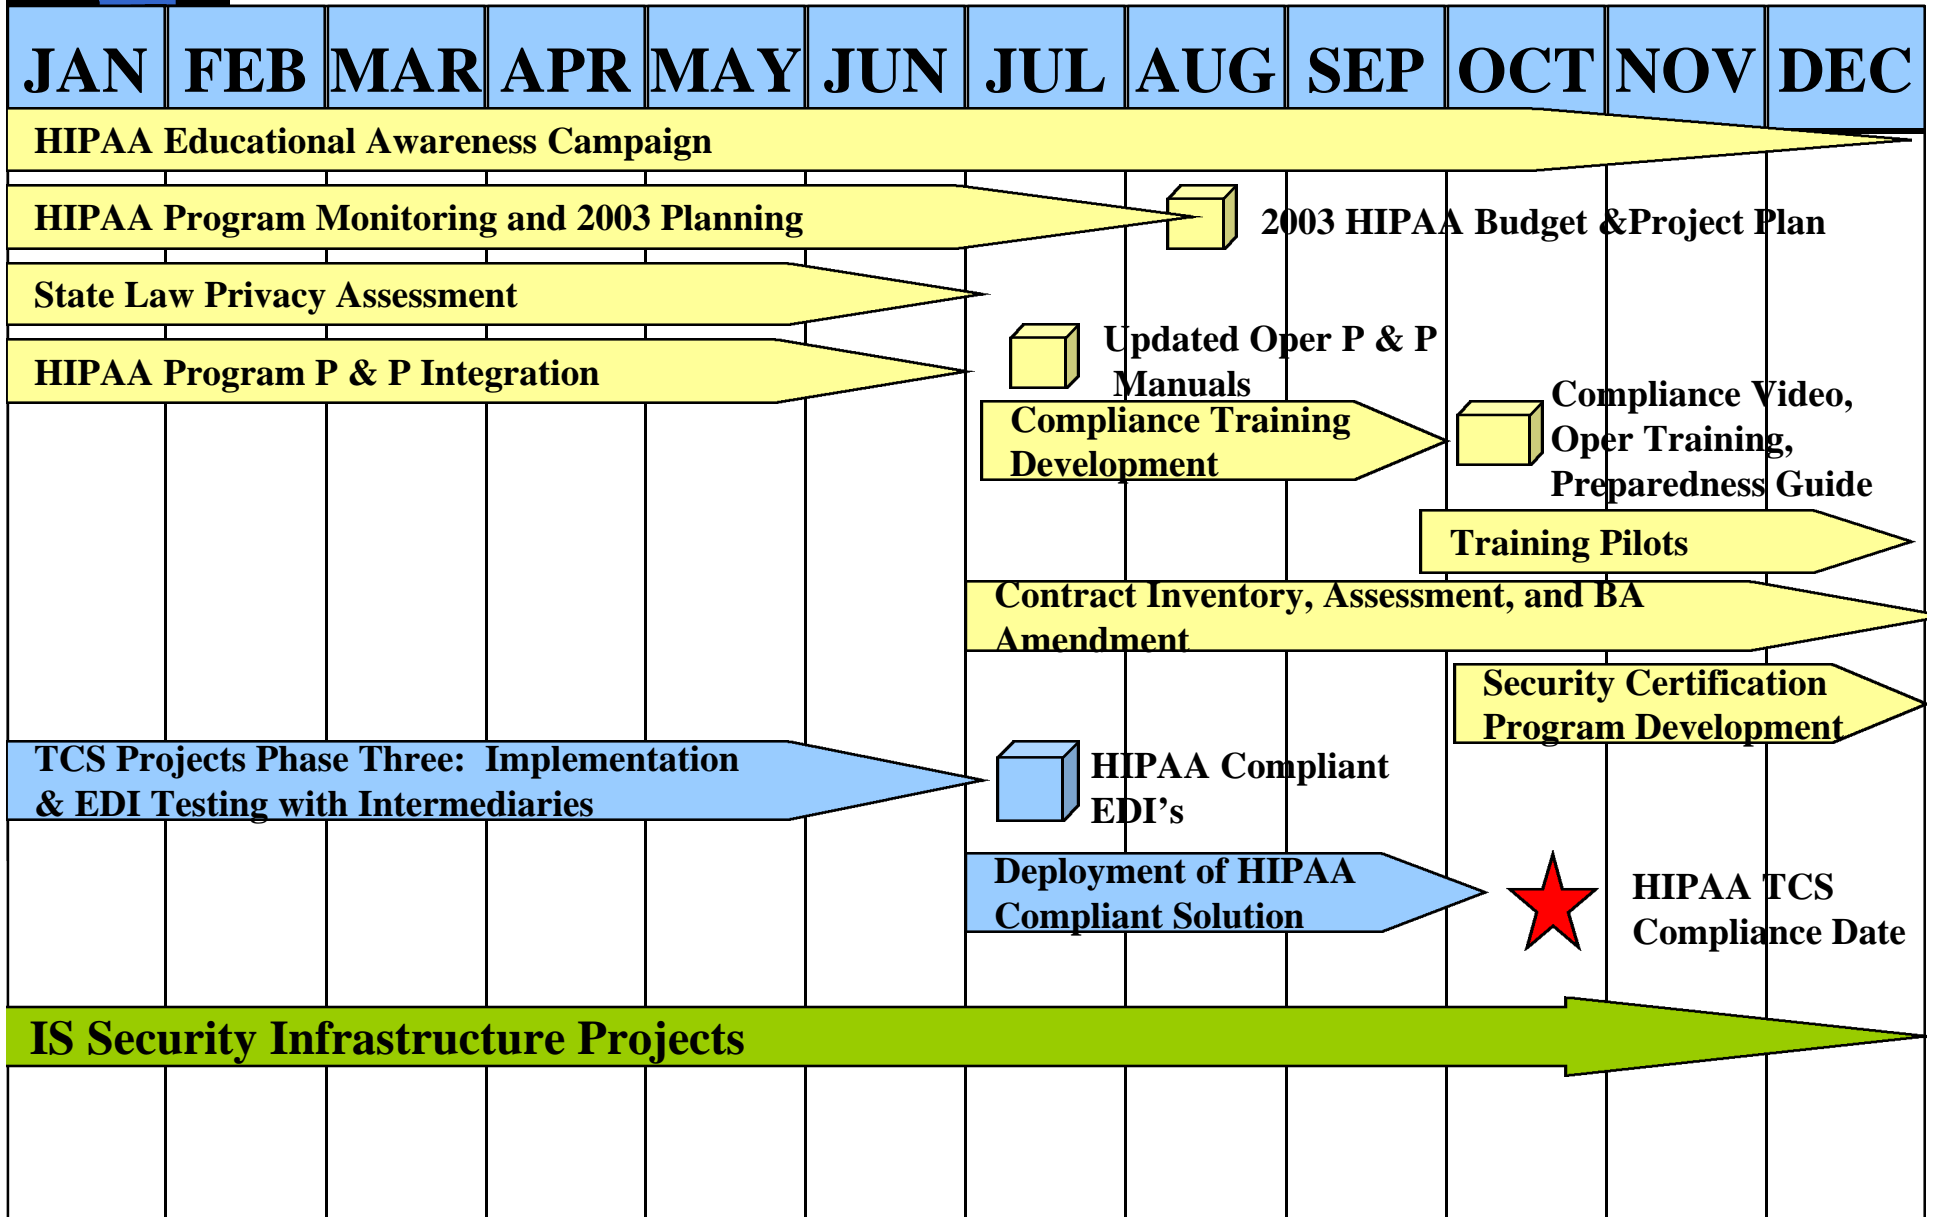 JAN FEB MAR APR MAY JUN JUL AUG SEP OCT NOV DEC
HIPAA Educational Awareness Campaign
HIPAA Program Monitoring and 2003 Planning
2003 HIPAA Budget &Project Plan
State Law Privacy Assessment
Updated Oper P & P
Manuals
HIPAA Program P & P Integration
Compliance Training
Development
Compliance Video,
Oper Training,
Preparedness Guide
Training Pilots
Contract Inventory, Assessment, and BA
Amendment
Security Certification
Program Development
TCS Projects Phase Three:  Implementation
& EDI Testing with Intermediaries
HIPAA Compliant
EDI’s
Deployment of HIPAA
Compliant Solution
HIPAA TCS
Compliance Date
IS Security Infrastructure Projects